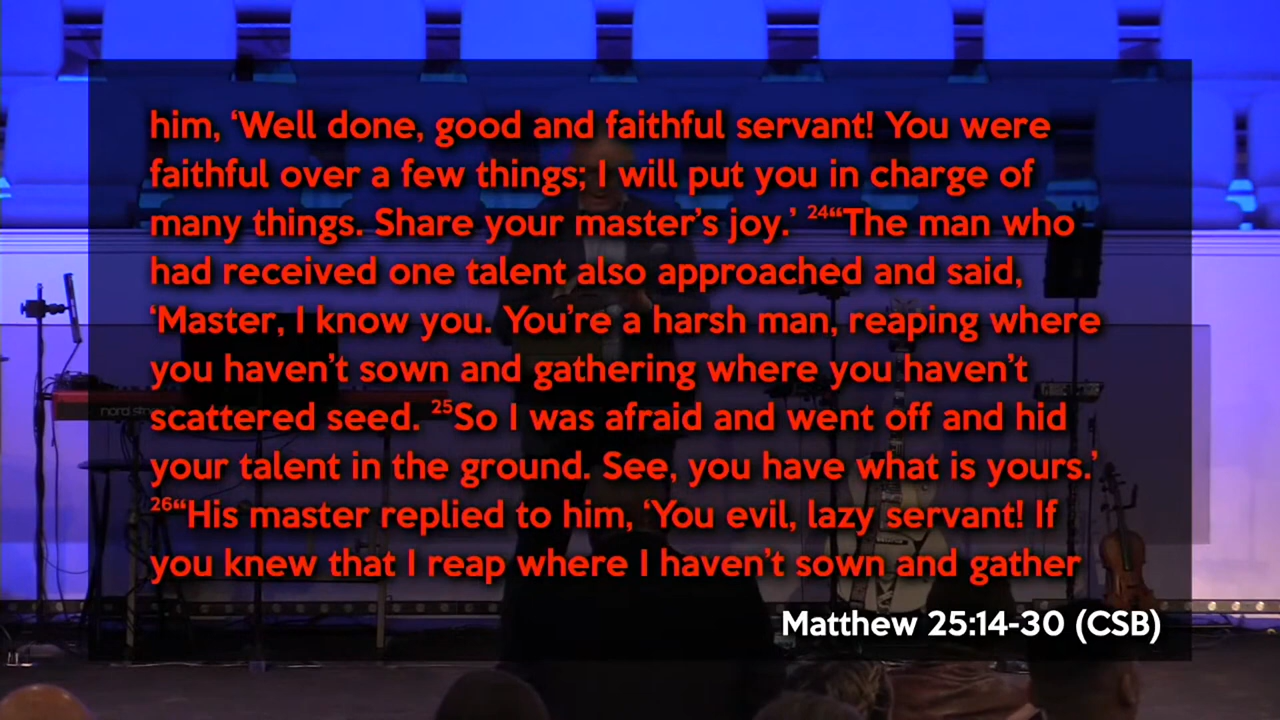 him, ‘Well done, good and faithful servant! You were
faithful over a few things; I will put you in charge of
many things. Share your master’s joy.’ ²⁴“The man who
had received one talent also approached and said,
‘Master, I know you. You’re a harsh man, reaping where
you haven’t sown and gathering where you haven’t
scattered seed. ²⁵So I was afraid and went off and hid
your talent in the ground. See, you have what is yours.’
²⁶“His master replied to him, ‘You evil, lazy servant! If
you knew that I reap where I haven’t sown and gather
Matthew 25:14-30 (CSB)
nord